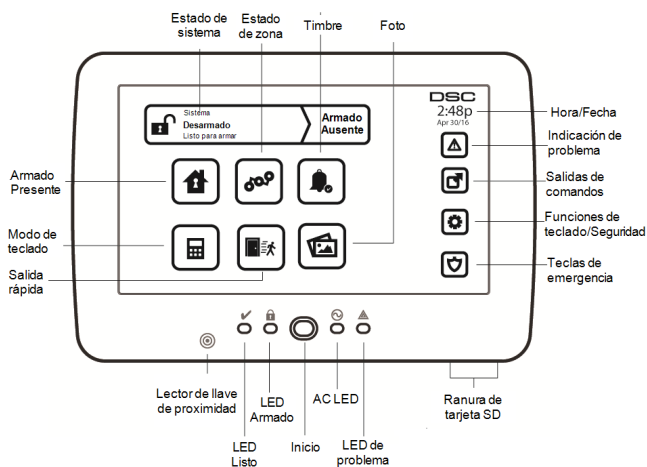 Estado de
sistema
Estado
de zona
Timbre
Foto
Sistema
Desarmado
Listo para armar
Armado
Ausente
DSC
2:48p
Apr 30/16
Hora/Fecha
Indicación de
problema
Salidas de
comandos
Funciones de
teclado/Seguridad
Teclas de
emergencia
Armado
Presente
Modo de
teclado
Salida
rápida
Lector de llave
de proximidad
LED
Listo
LED
Armado
Inicio
AC LED
LED de
problema
Ranura de
tarjeta SD